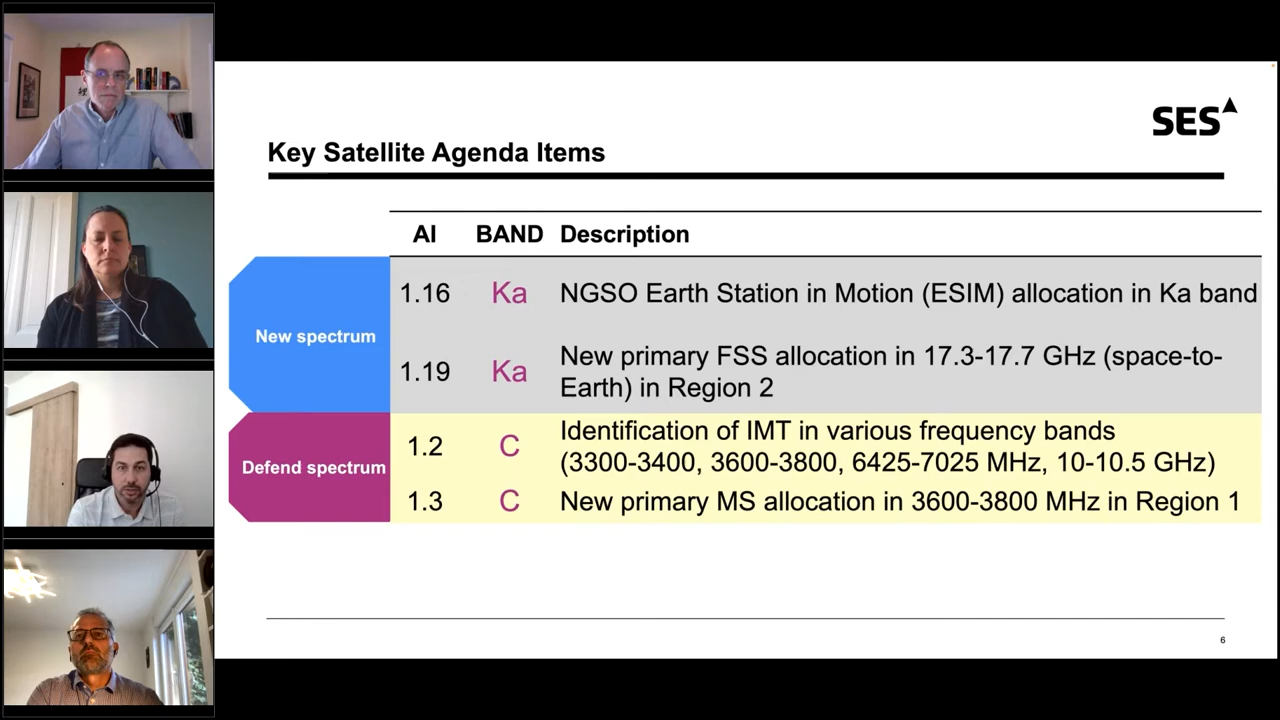 SES
Key Satellite Agenda Items
AI BAND Description
New spectrum
1.16 Ka NGSO Earth Station in Motion (ESIM) allocation in Ka band
1.19 Ka New primary FSS allocation in 17.3-17.7 GHz (space-to-
Earth) in Region 2
Defend spectrum
1.2 C Identification of IMT in various frequency bands
(3300-3400, 3600-3800, 6425-7025 MHz, 10-10.5 GHz)
1.3 C New primary MS allocation in 3600-3800 MHz in Region 1
6